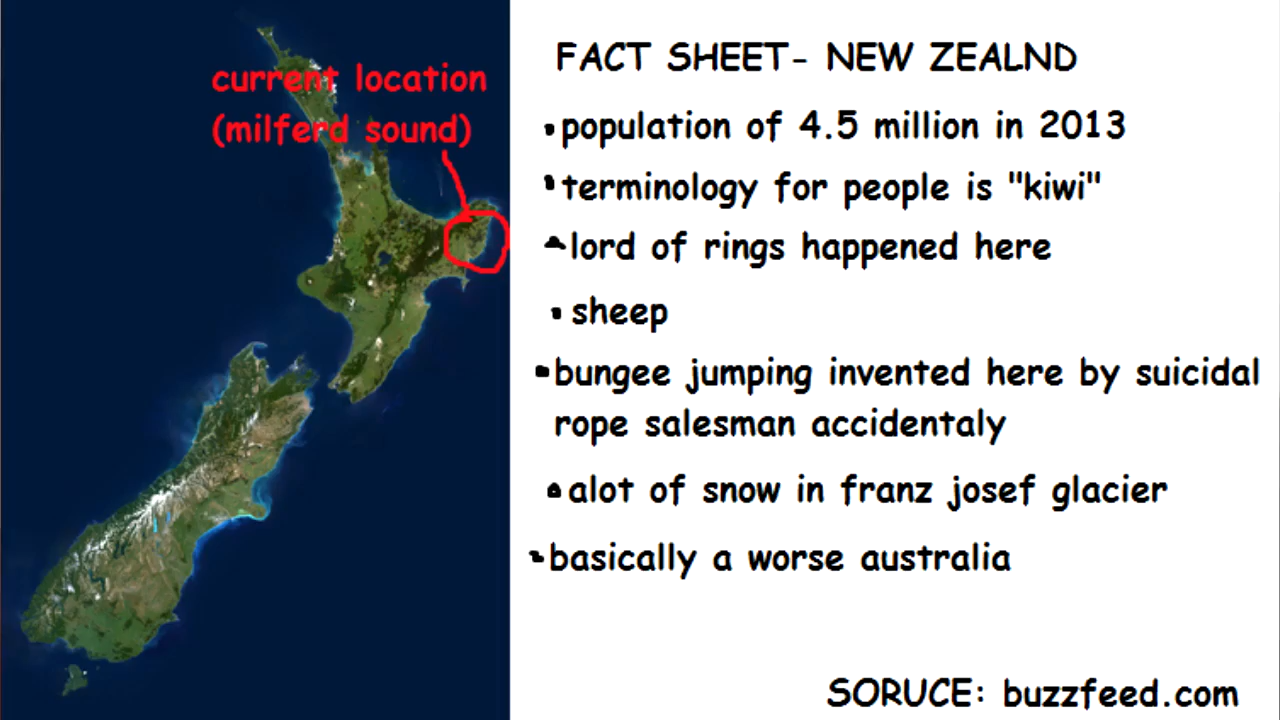 current location
(milferd sound)
FACT SHEET- NEW ZEALND
•population of 4.5 million in 2013
•terminology for people is "kiwi"
•lord of rings happened here
•sheep
•bungee jumping invented here by suicidal
rope salesman accidentaly
•alot of snow in franz josef glacier
•basically a worse australia
SORUCE: buzzfeed.com